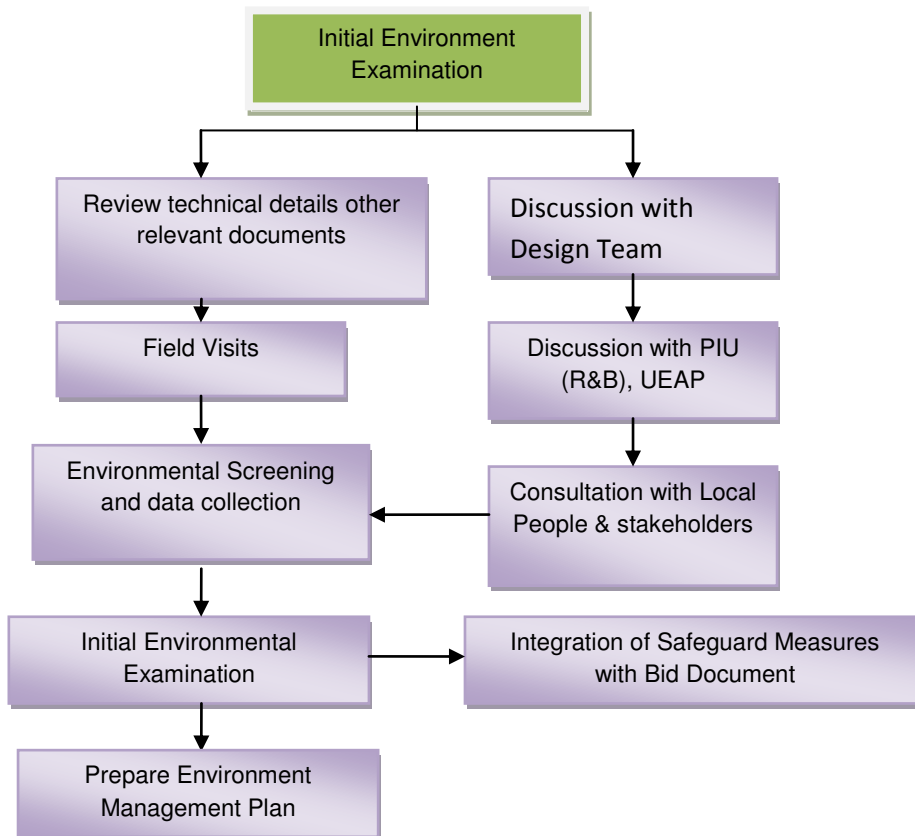 Initial Environment
Examination
Review technical details other
relevant documents
Discussion with
Design Team
Field Visits
Discussion with PIU
(R&B), UEAP
Environmental Screening
and data collection
Consultation with Local
People & stakeholders
Initial Environmental
Examination
Integration of Safeguard Measures
with Bid Document
Prepare Environment
Management Plan